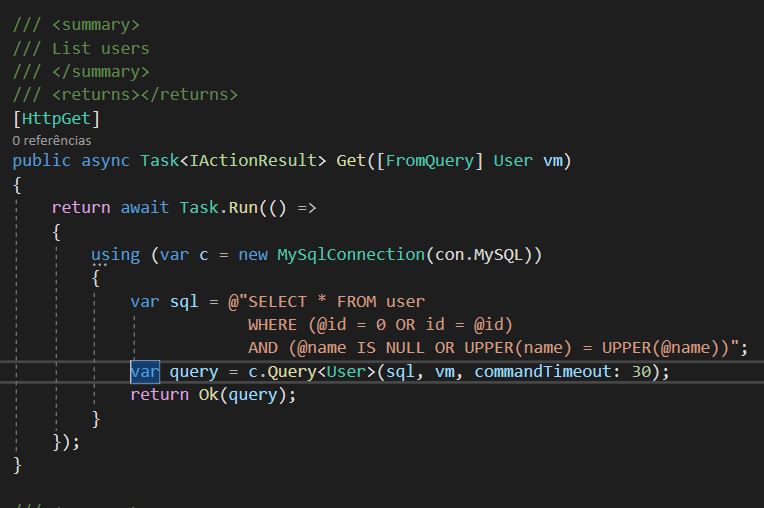 /// <summary>
/// List users
/// </summary>
/// <returns></returns>
[HttpGet]
0 referências
public async Task<IActionResult> Get([FromQuery] User vm)
{
    return await Task.Run(() =>
    {
        using (var c = new MySqlConnection(con.MySQL))
        {
            var sql = @"SELECT * FROM user
                        WHERE (@id = 0 OR id = @id)
                        AND (@name IS NULL OR UPPER(name) = UPPER(@name))";
            var query = c.Query<User>(sql, vm, commandTimeout: 30);
            return Ok(query);
        }
    });
}